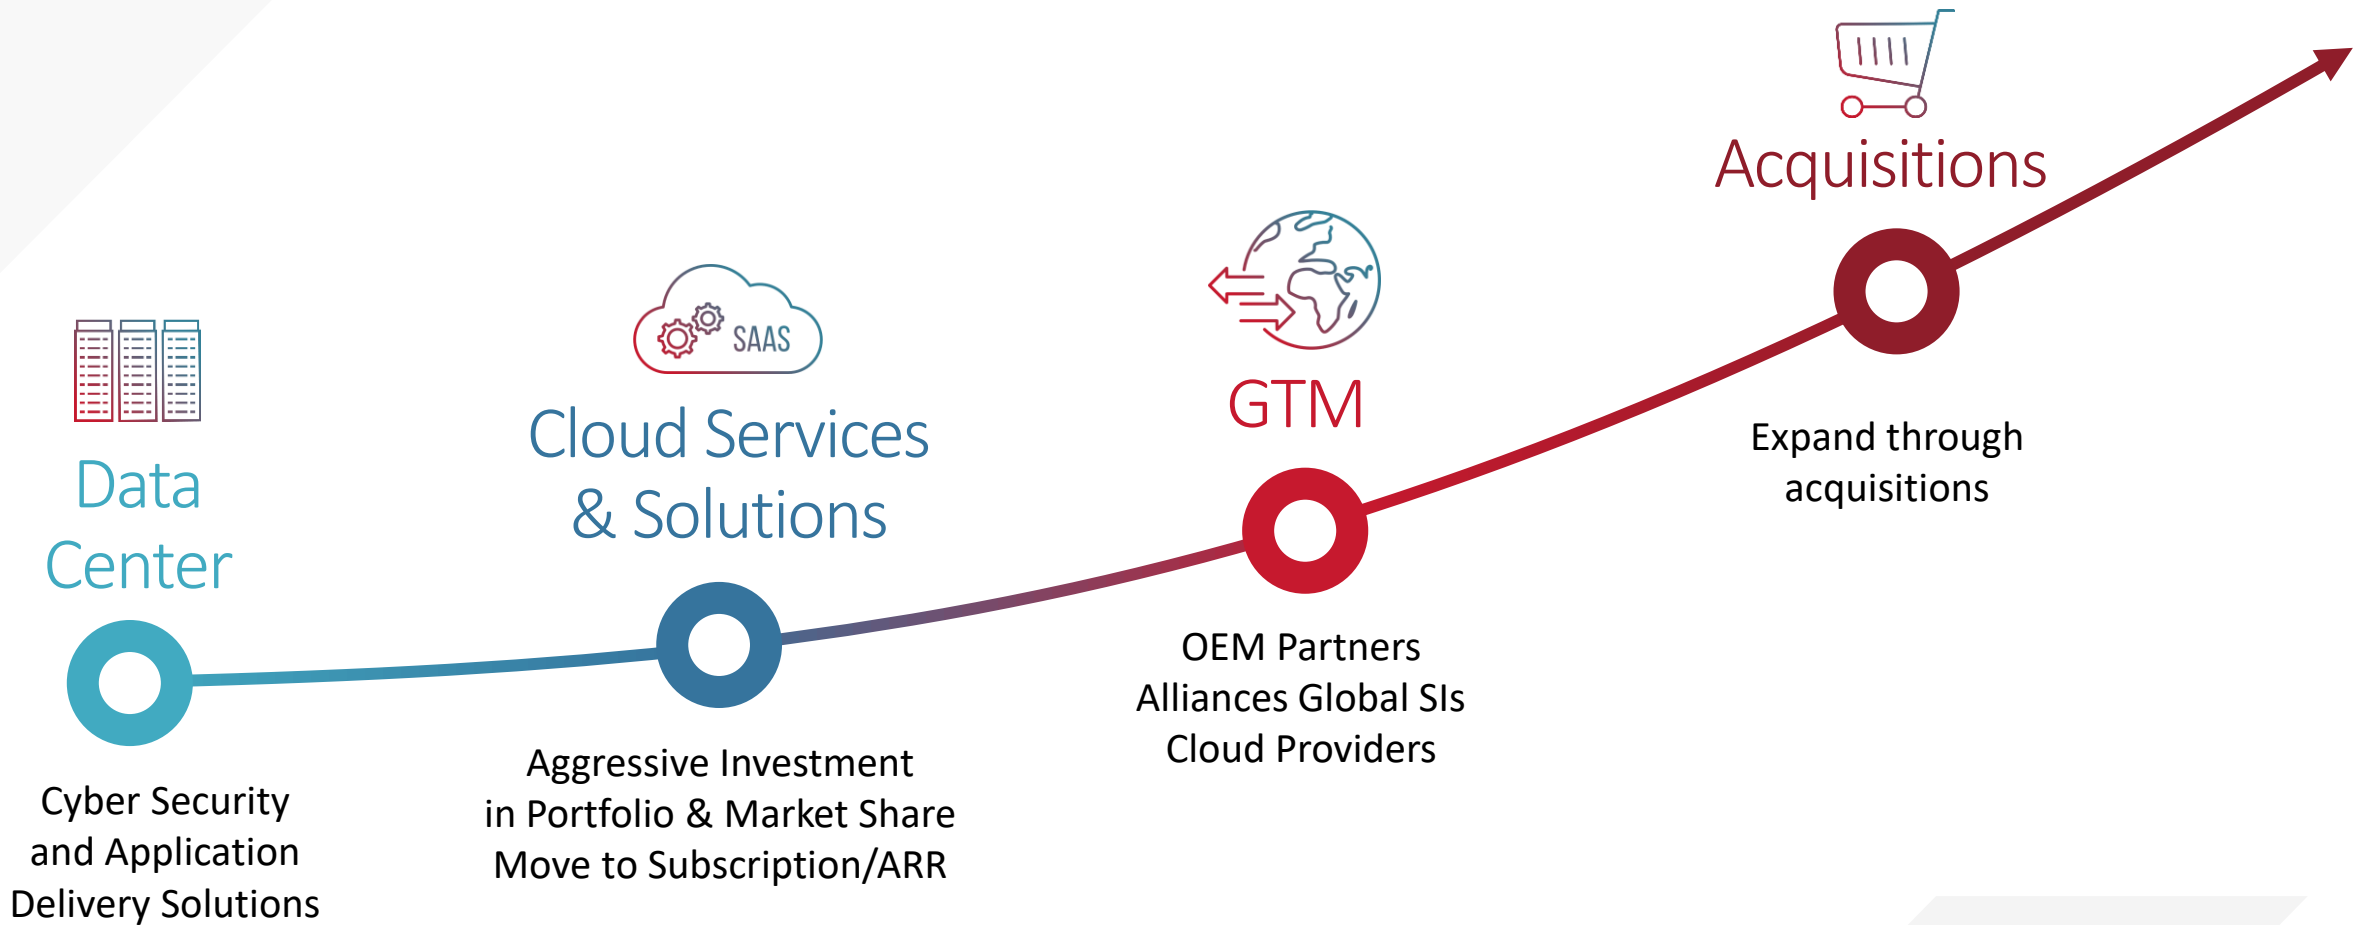 Data
Center
Cyber Security
and Application
Delivery Solutions
SAAS
Cloud Services
& Solutions
Aggressive Investment
in Portfolio & Market Share
Move to Subscription/ARR
GTM
OEM Partners
Alliances Global SIs
Cloud Providers
Acquisitions
Expand through
acquisitions